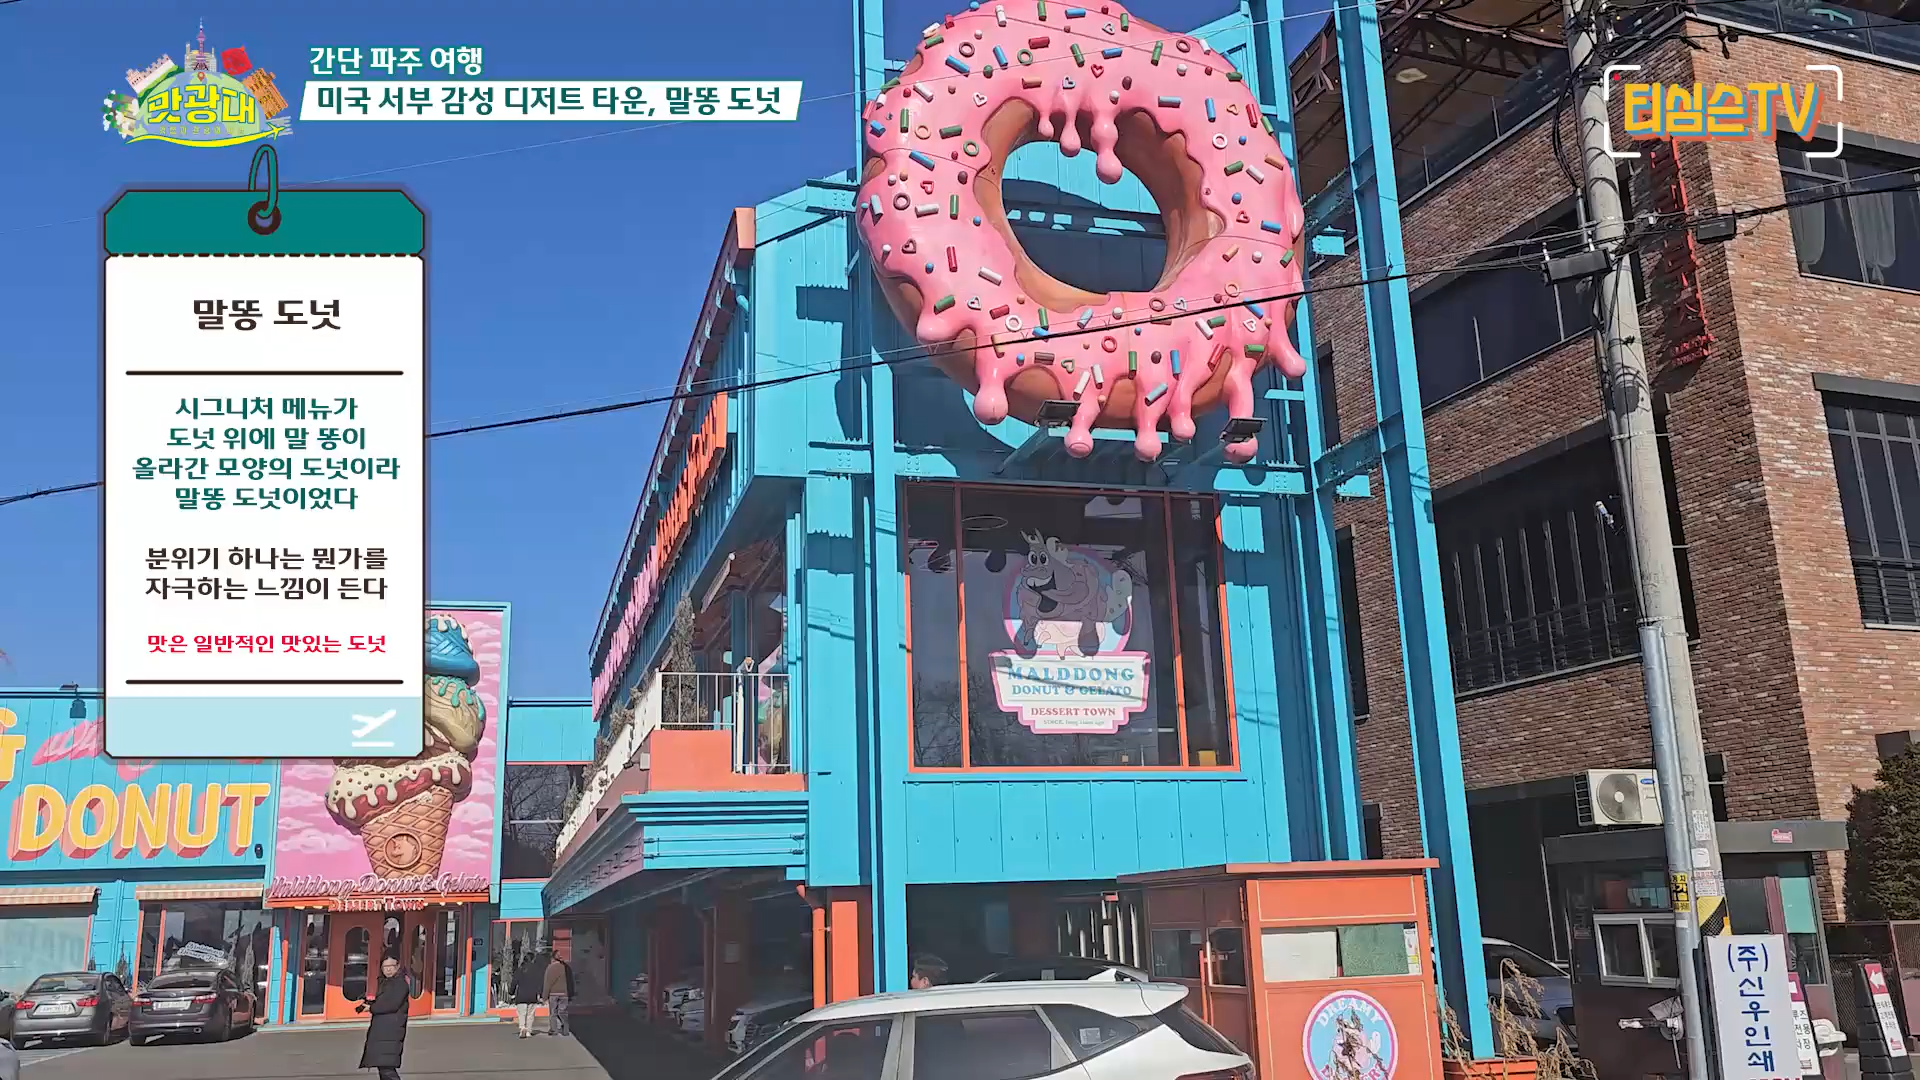 간단 파주 여행
미국 서부 감성 디저트 타운, 말똥 도넛
맛광대
티심슨TV
말똥 도넛
시그니처 메뉴가
도넛 위에 말 똥이
올라간 모양의 도넛이라
말똥 도넛이었다
분위기 하나는 뭔가를
자극하는 느낌이 든다
맛은 일반적인 맛있는 도넛
MALDDONG
DONUT & GELATO
DESSERT TOWN
DONUT
Malddong Donut & Gelato
DESSERT TOWN
DREAMY
(주)신우인쇄